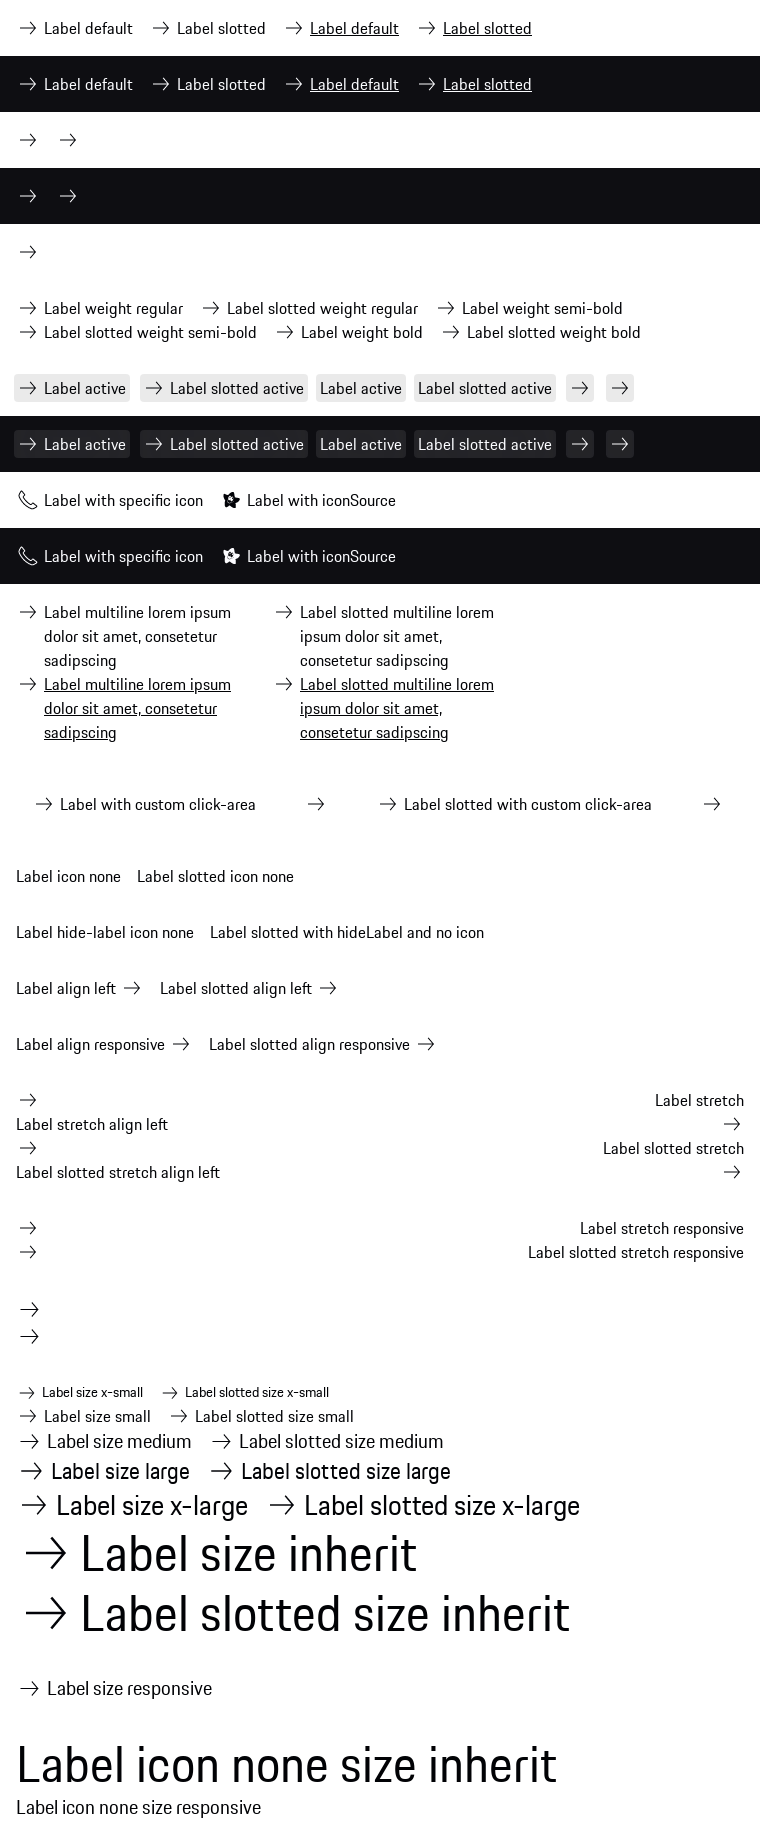 Label default Label slotted Label default Label slotted
Label default Label slotted Label default Label slotted
Label weight regular Label slotted weight regular Label weight semi-bold
Label slotted weight semi-bold Label weight bold Label slotted weight bold
Label active Label slotted active Label active Label slotted active
Label active Label slotted active Label active Label slotted active
Label with specific icon Label with iconSource
Label with specific icon Label with iconSource
Label multiline lorem ipsum
dolor sit amet, consetetur
sadipscing
Label slotted multiline lorem
ipsum dolor sit amet,
consetetur sadipscing
Label multiline lorem ipsum
dolor sit amet, consetetur
sadipscing
Label slotted multiline lorem
ipsum dolor sit amet,
consetetur sadipscing
Label with custom click-area Label slotted with custom click-area
Label icon none Label slotted icon none
Label hide-label icon none Label slotted with hideLabel and no icon
Label align left Label slotted align left
Label align responsive Label slotted align responsive
Label stretch
Label stretch align left
Label slotted stretch
Label slotted stretch align left
Label stretch responsive
Label slotted stretch responsive
Label size x-small Label slotted size x-small
Label size small Label slotted size small
Label size medium Label slotted size medium
Label size large Label slotted size large
Label size x-large Label slotted size x-large
Label size inherit
Label slotted size inherit
Label size responsive
Label icon none size inherit
Label icon none size responsive